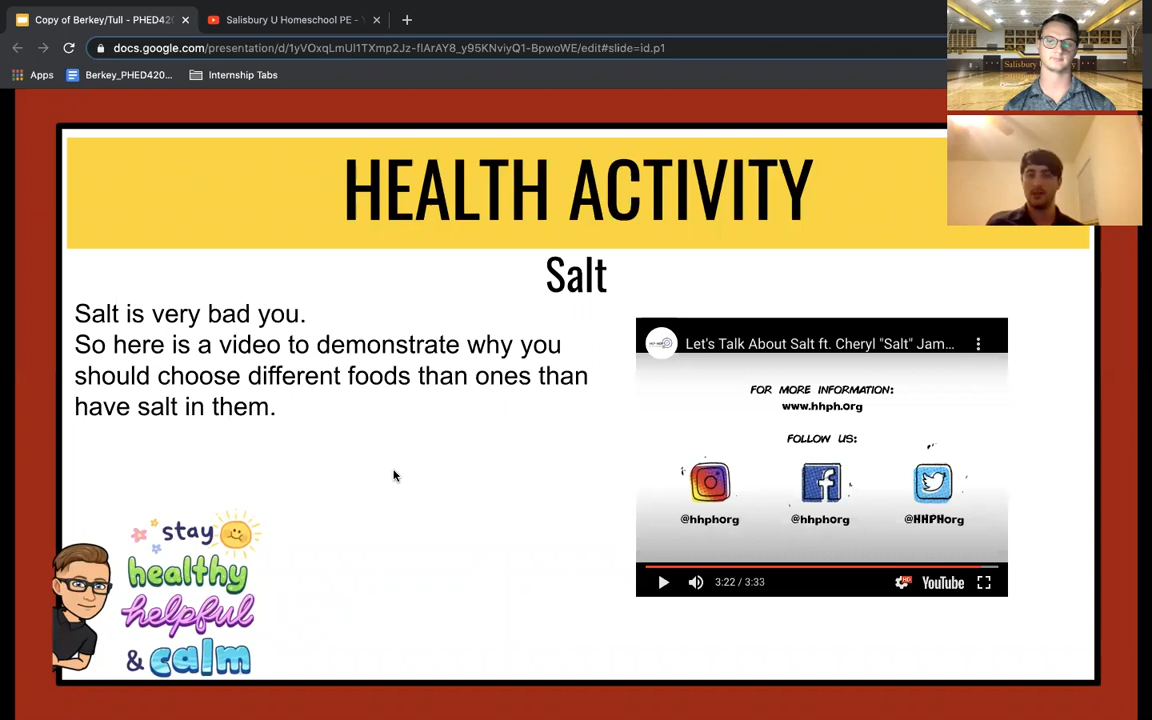 Copy of Berkey/Tull - PHED420
Salisbury U Homeschool PE -
docs.google.com/presentation/d/1yVOxqLmUl1TXmp2Jz-flArAY8_y95KNviyQ1-BpwoWE/edit#slide=id.p1
Apps
Berkey_PHED420...
Internship Tabs
Salisbury U
HEALTH ACTIVITY
Salt
Salt is very bad you.
So here is a video to demonstrate why you
should choose different foods than ones than
have salt in them.
Let's Talk About Salt ft. Cheryl "Salt" Jam...
FOR MORE INFORMATION:
www.hhph.org
FOLLOW US:
@hhphorg
@hhphorg
@HHPHorg
3:22 / 3:33
HD
YouTube
stay
healthy
helpful
& calm